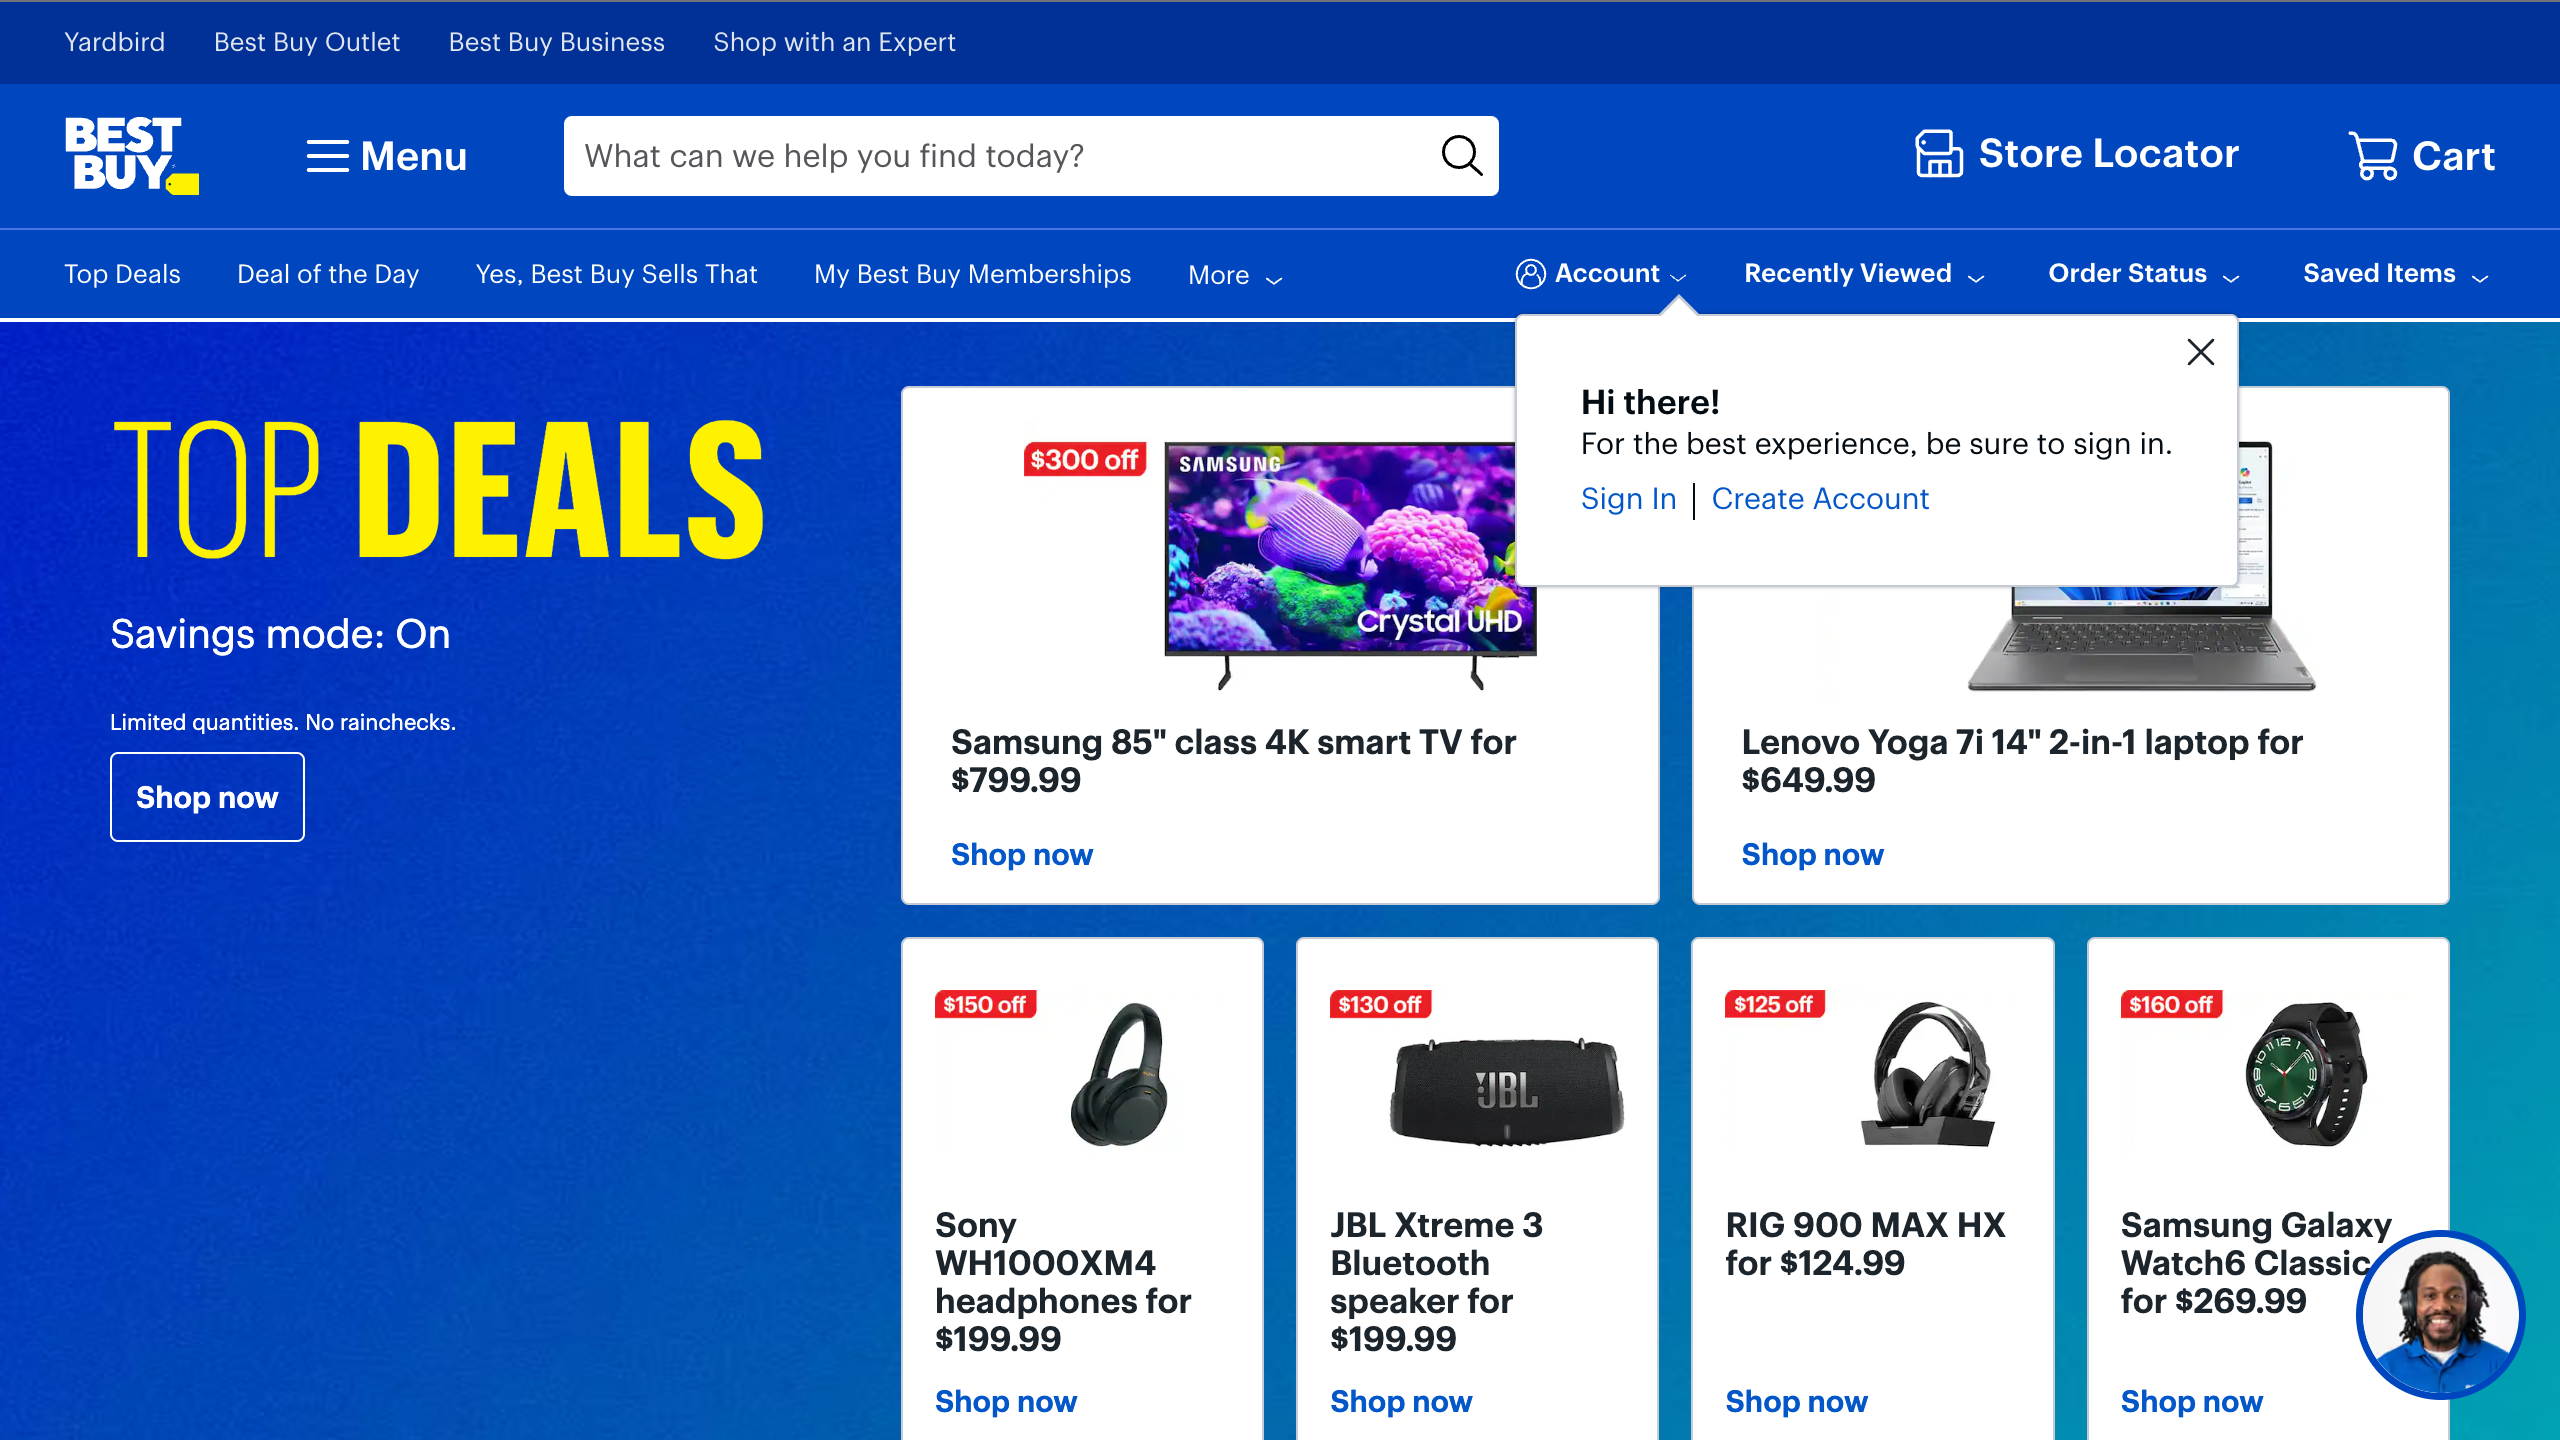 Yardbird
Best Buy Outlet
Best Buy Business
Shop with an Expert
BEST
BUY
Menu
What can we help you find today?
Store Locator
Cart
Top Deals
Deal of the Day
Yes, Best Buy Sells That
My Best Buy Memberships
More
Account
Recently Viewed
Order Status
Saved Items
Hi there!
For the best experience, be sure to sign in.
Sign In | Create Account
TOP DEALS
Savings mode: On
Limited quantities. No rainchecks.
Shop now
$300 off
SAMSUNG
Crystal UHD
Samsung 85" class 4K smart TV for
$799.99
Shop now
Lenovo Yoga 7i 14" 2-in-1 laptop for
$649.99
Shop now
$150 off
Sony
WH1000XM4
headphones for
$199.99
Shop now
$130 off
JBL
JBL Xtreme 3
Bluetooth
speaker for
$199.99
Shop now
$125 off
RIG 900 MAX HX
for $124.99
Shop now
$160 off
Samsung Galaxy
Watch6 Classic
for $269.99
Shop now